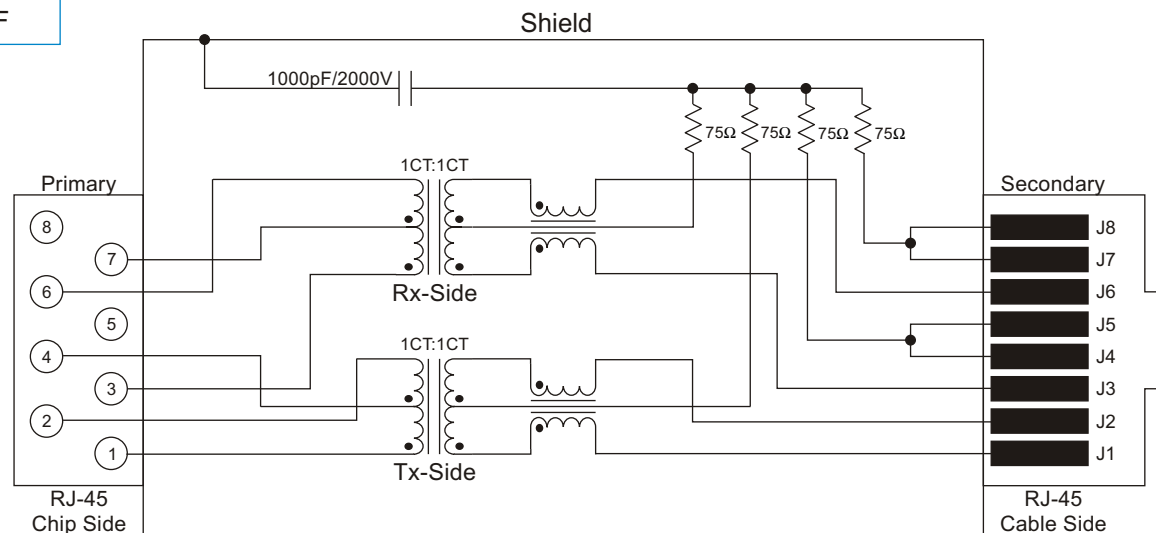 F
Shield
1000pF/2000V
75Ω 75Ω 75Ω 75Ω
1CT:1CT
Primary
Secondary
8
J8
7
J7
6
J6
Rx-Side
5
J5
1CT:1CT
4
J4
3
J3
2
J2
1
J1
Tx-Side
RJ-45
Chip Side
RJ-45
Cable Side